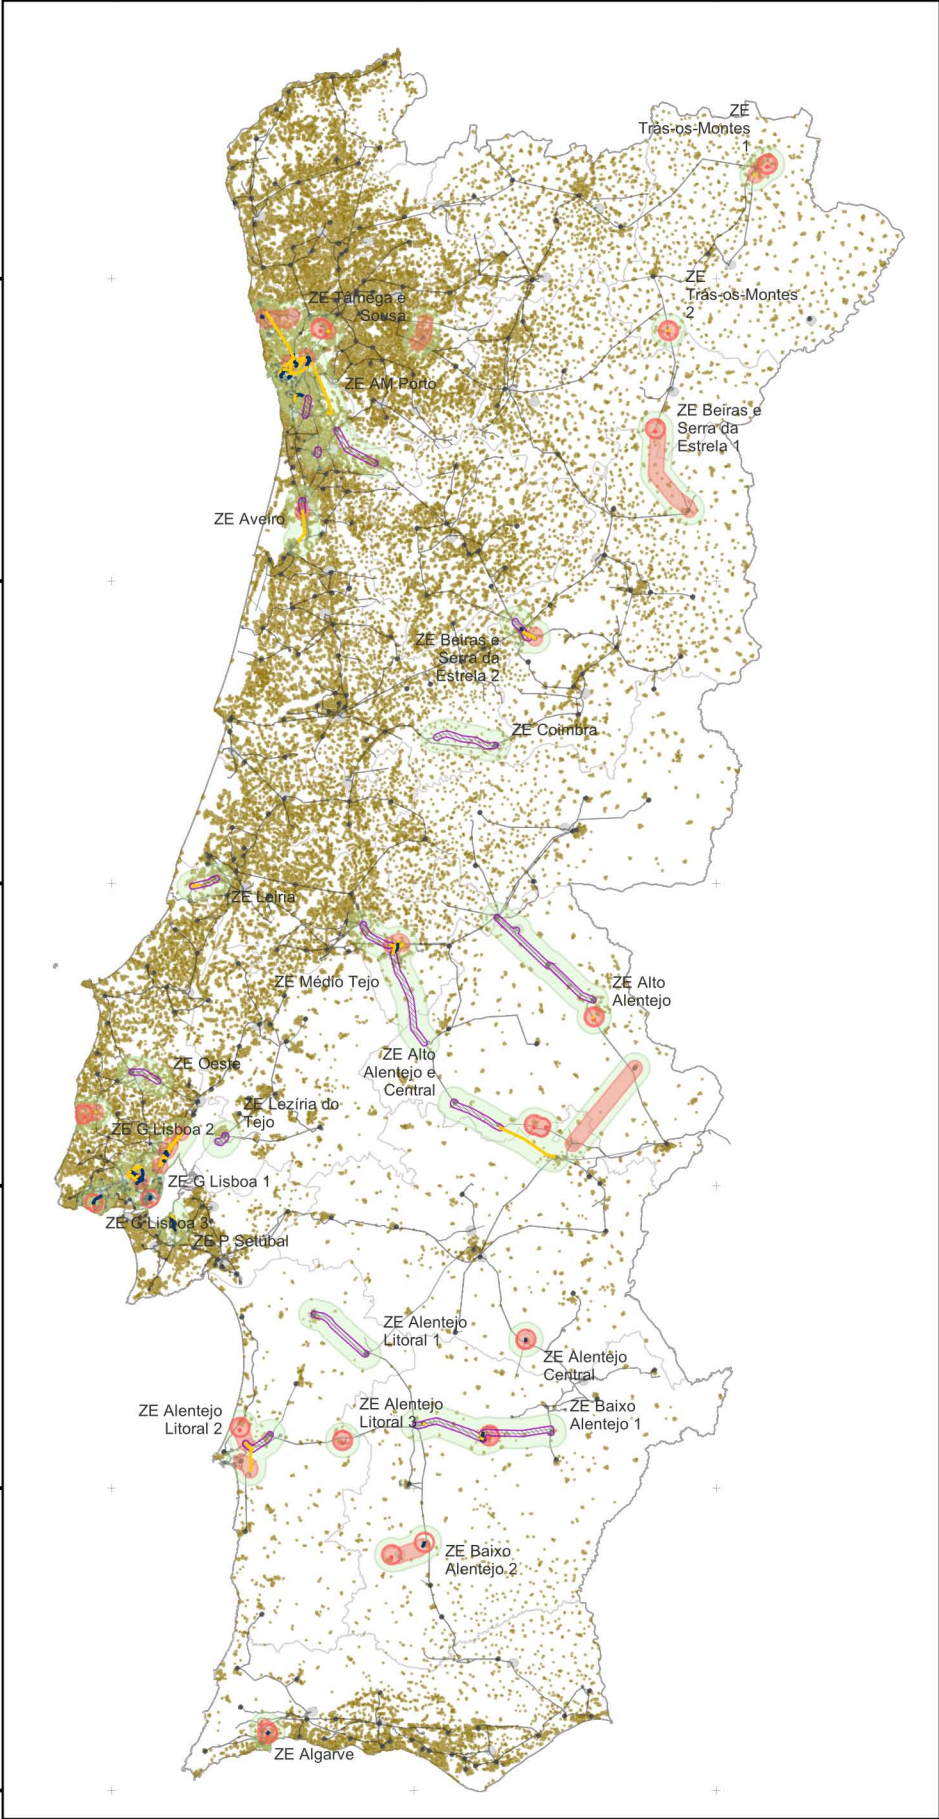 ZE
Trás-os-Montes
1
ZE
Trás-os-Montes
2
ZE Tâmega e
Sousa
ZE AM Porto
ZE Beiras e
Serra da
Estrela 1
ZE Aveiro
ZE Beiras e
Serra da
Estrela 2
ZE Coimbra
ZE Leiria
ZE Médio Tejo
ZE Alto
Alentejo
ZE Alto
Alentejo e
Central
ZE Oeste
ZE Lezíria do
Tejo
ZE G Lisboa 2
ZE G Lisboa 1
ZE G Lisboa 3
ZE P Setúbal
ZE Alentejo
Litoral 1
ZE Alentejo
Central
ZE Alentejo
Litoral 2
ZE Alentejo
Litoral 3
ZE Baixo
Alentejo 1
ZE Baixo
Alentejo 2
ZE Algarve